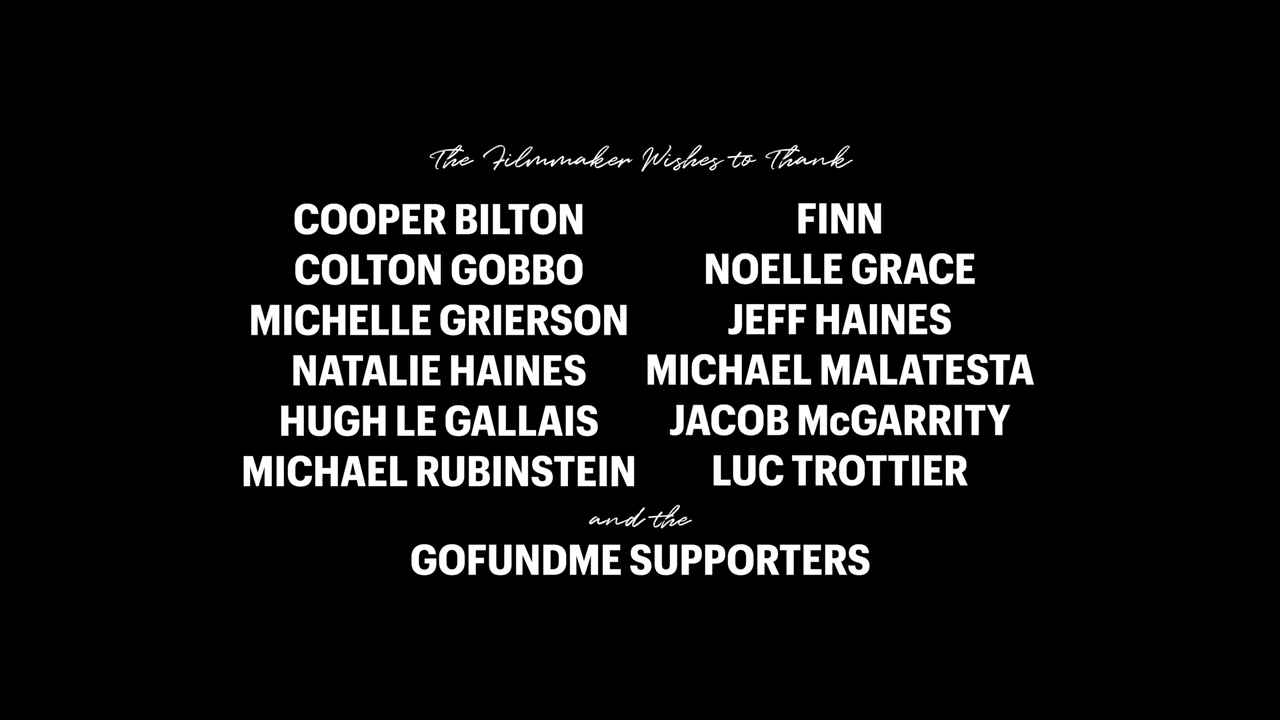 The Filmmaker Wishes to Thank
COOPER BILTON FINN
COLTON GOBBO NOELLE GRACE
MICHELLE GRIERSON JEFF HAINES
NATALIE HAINES MICHAEL MALATESTA
HUGH LE GALLAIS JACOB McGARRITY
MICHAEL RUBINSTEIN LUC TROTTIER
and the
GOFUNDME SUPPORTERS